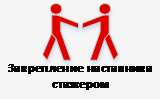 Закрепление наставника
стажером